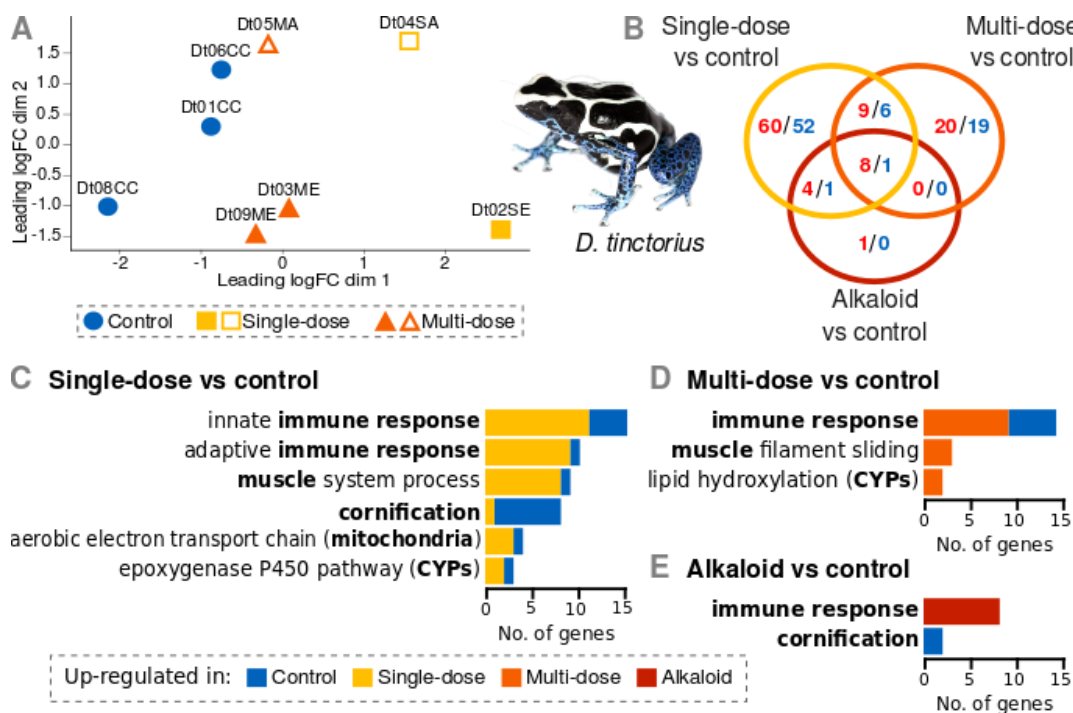 A
Dt05MA
Dt04SA
Dt06CC
Dt01CC
Dt08CC
Dt03ME
Dt09ME
Dt02SE
1.5
1.0
0.5
0.0
-0.5
-1.0
-1.5
Leading logFC dim 2
-2 -1 0 1 2
Leading logFC dim 1
Control Single-dose Multi-dose
D. tinctorius
B
Single-dose
vs control
Multi-dose
vs control
60/52
9/6
20/19
8/1
4/1
0/0
1/0
Alkaloid
vs control
C Single-dose vs control
innate immune response
adaptive immune response
muscle system process
cornification
aerobic electron transport chain (mitochondria)
epoxygenase P450 pathway (CYPs)
0 5 10 15
No. of genes
D Multi-dose vs control
immune response
muscle filament sliding
lipid hydroxylation (CYPs)
0 5 10 15
No. of genes
E Alkaloid vs control
immune response
cornification
0 5 10 15
No. of genes
Up-regulated in: Control Single-dose Multi-dose Alkaloid